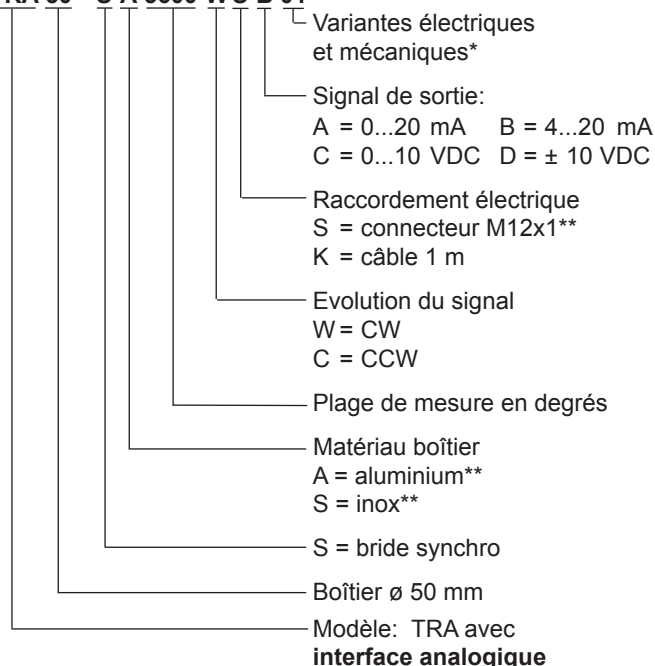 Variantes électriques
et mécaniques*
Signal de sortie:
A = 0...20 mA B = 4...20 mA
C = 0...10 VDC D = ± 10 VDC
Raccordement électrique
S = connecteur M12x1**
K = câble 1 m
Evolution du signal
W = CW
C = CCW
Plage de mesure en degrés
Matériau boîtier
A = aluminium**
S = inox**
S = bride synchro
Boîtier ø 50 mm
Modèle: TRA avec
interface analogique